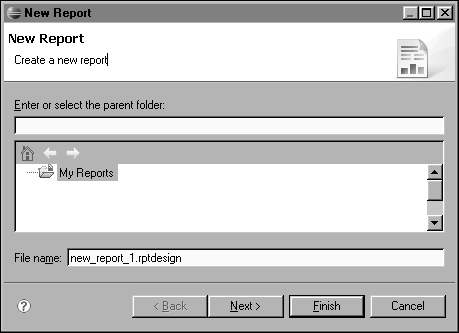 New Report
New Report
Create a new report
Enter or select the parent folder:
My Reports
File name: new_report_1.rptdesign
? < Back Next > Finish Cancel